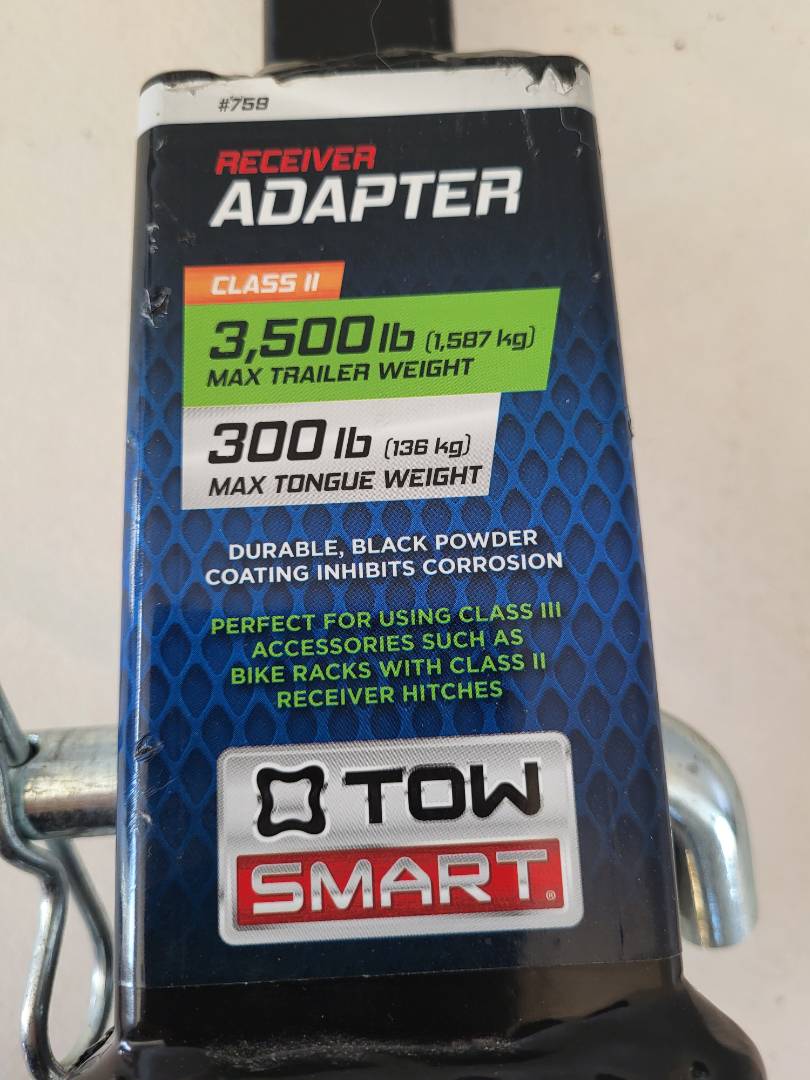 #758
RECEIVER
ADAPTER
CLASS II
3,500 lb (1,587 kg)
MAX TRAILER WEIGHT
300 lb (136 kg)
MAX TONGUE WEIGHT
DURABLE, BLACK POWDER
COATING INHIBITS CORROSION
PERFECT FOR USING CLASS III
ACCESSORIES SUCH AS
BIKE RACKS WITH CLASS II
RECEIVER HITCHES
TOW
SMART®